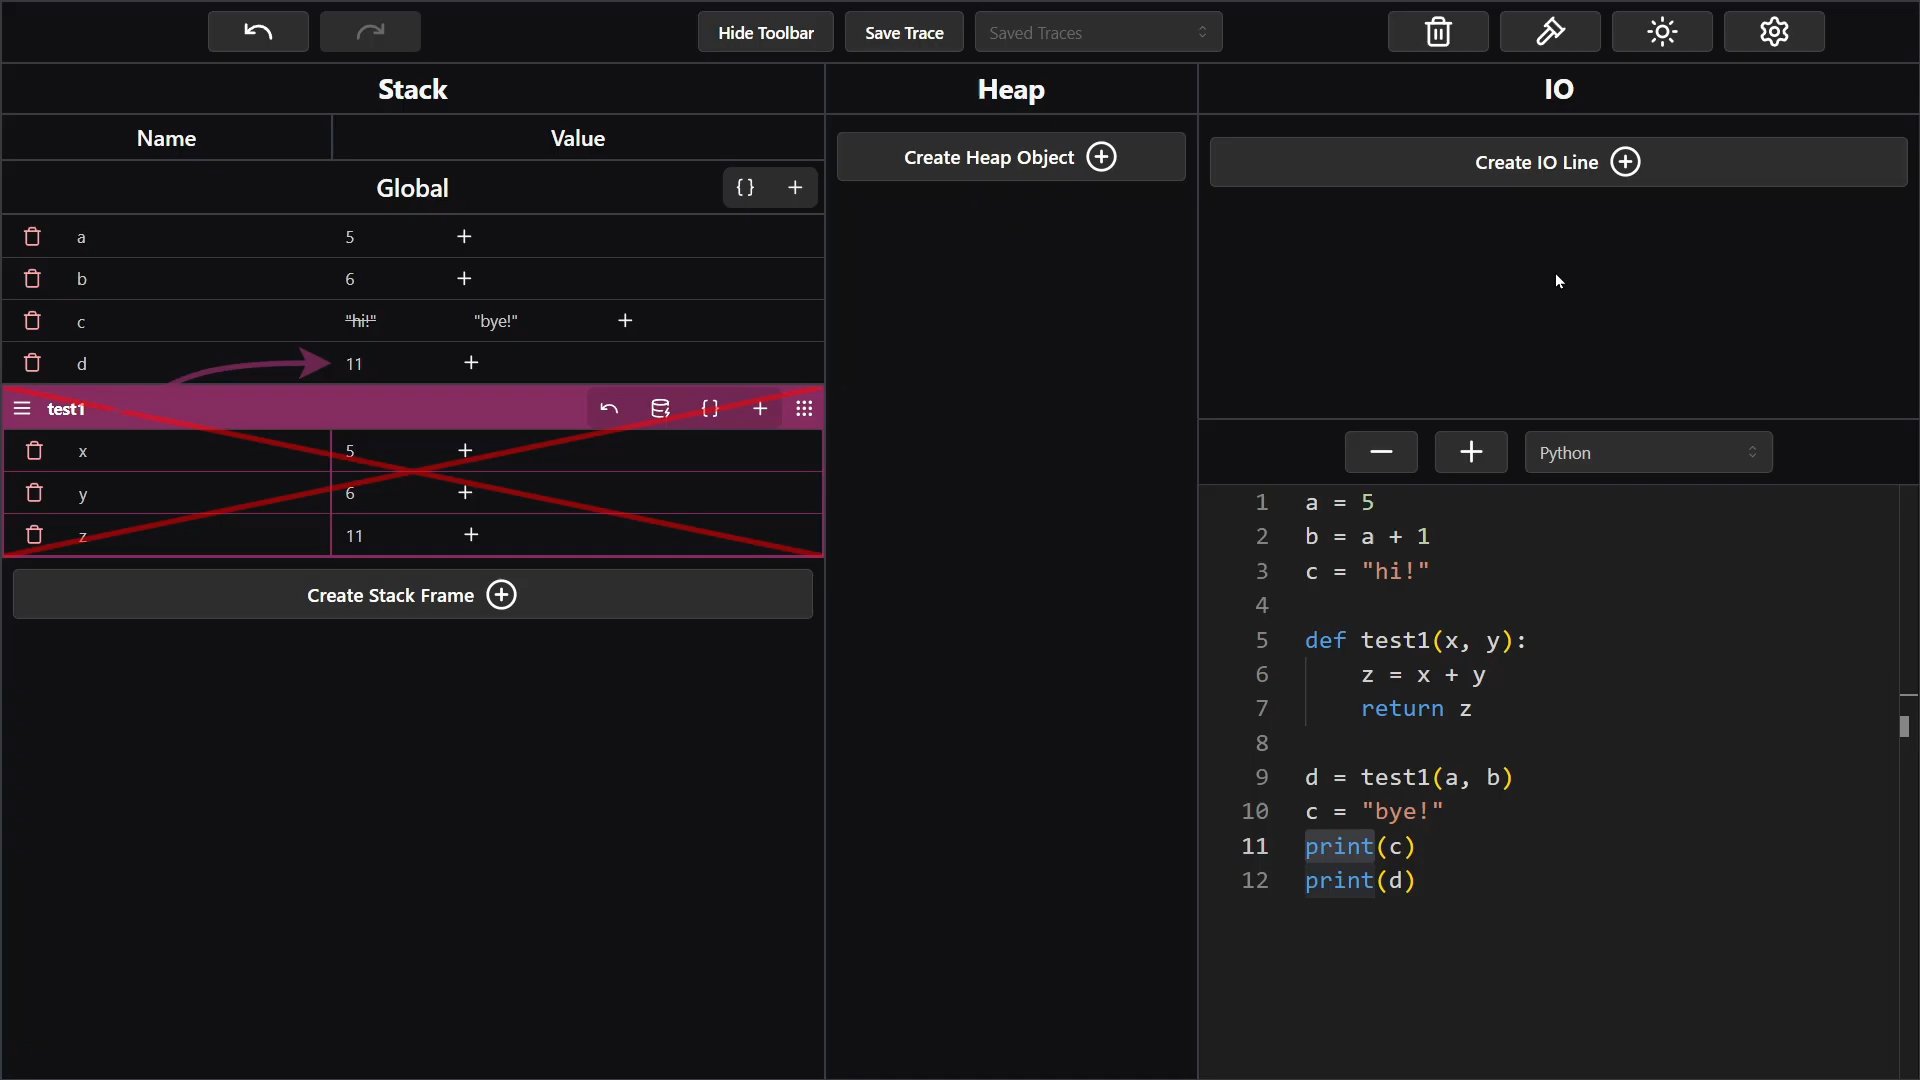 Hide Toolbar Save Trace Saved Traces
Stack Heap IO
Name Value
Create Heap Object
Create IO Line
Global {} +
a 5 +
b 6 +
c "hi!" "bye!" +
d 11 +
test1 {} +
x 5 +
y 6 +
z 11 +
Create Stack Frame
Python
1 a = 5
2 b = a + 1
3 c = "hi!"
4
5 def test1(x, y):
6     z = x + y
7     return z
8
9 d = test1(a, b)
10 c = "bye!"
11 print(c)
12 print(d)